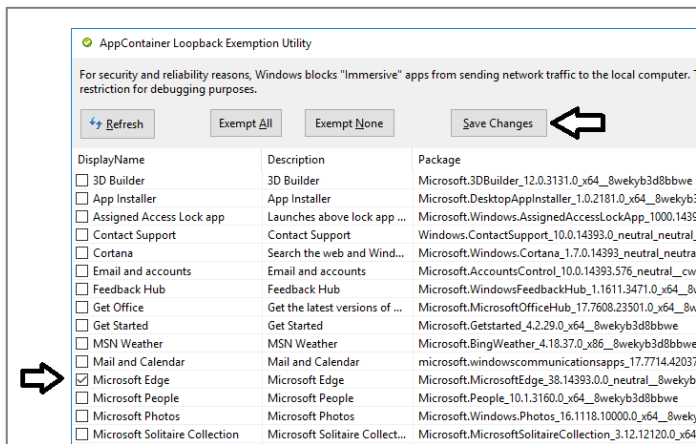 AppContainer Loopback Exemption Utility
For security and reliability reasons, Windows blocks "Immersive" apps from sending network traffic to the local computer.
restriction for debugging purposes.
Refresh Exempt All Exempt None Save Changes
DisplayName Description Package
3D Builder 3D Builder Microsoft.3DBuilder_12.0.3131.0_x64__8wekyb3d8bbwe
App Installer App Installer Microsoft.DesktopAppInstaller_1.0.2181.0_x64__8wekyb3
Assigned Access Lock app Launches above lock app ... Microsoft.Windows.AssignedAccessLockApp_1000.1439
Contact Support Contact Support Windows.ContactSupport_10.0.14393.0_neutral_neutral_
Cortana Search the web and Wind... Microsoft.Windows.Cortana_1.7.0.14393_neutral_neutra
Email and accounts Email and accounts Microsoft.AccountsControl_10.0.14393.576_neutral__cw
Feedback Hub Feedback Hub Microsoft.WindowsFeedbackHub_1.1611.3471.0_x64__8w
Get Office Get the latest versions of ... Microsoft.MicrosoftOfficeHub_17.7608.23501.0_x64__8w
Get Started Get Started Microsoft.Getstarted_4.2.29.0_x64__8wekyb3d8bbwe
MSN Weather MSN Weather Microsoft.BingWeather_4.18.37.0_x86__8wekyb3d8bbwe
Mail and Calendar Mail and Calendar microsoft.windowscommunicationsapps_17.7714.42037
Microsoft Edge Microsoft Edge Microsoft.MicrosoftEdge_38.14393.0.0_neutral__8wekyb
Microsoft People Microsoft People Microsoft.People_10.1.3160.0_x64__8wekyb3d8bbwe
Microsoft Photos Microsoft Photos Microsoft.Windows.Photos_16.1118.10000.0_x64__8wekyb
Microsoft Solitaire Collection Microsoft Solitaire Collect... Microsoft.MicrosoftSolitaireCollection_3.12.12120.0_x64